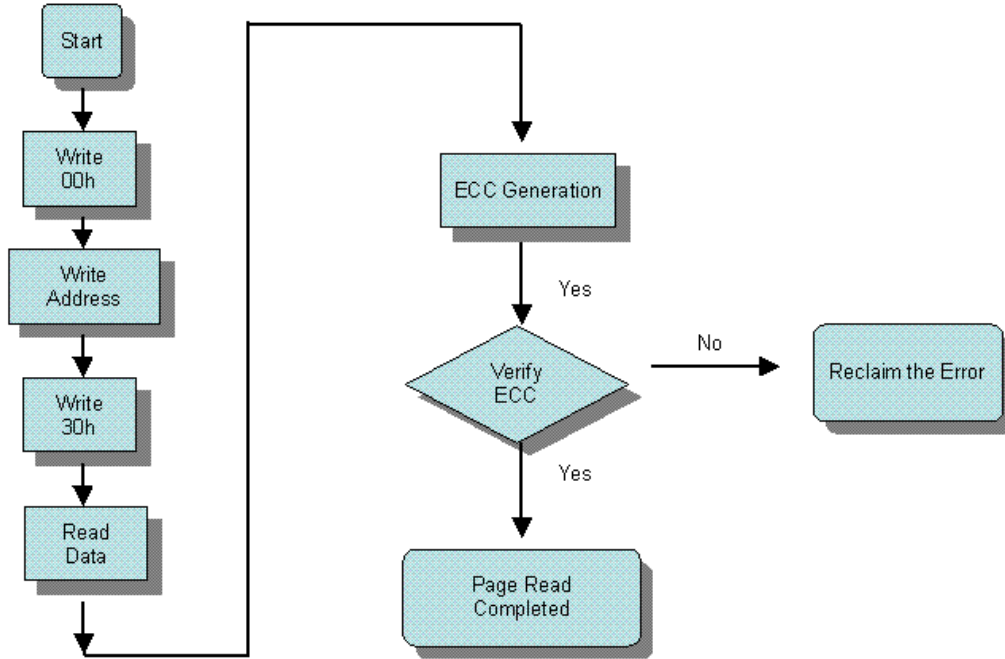 Start
Write
00h
Write
Address
Write
30h
Read
Data
ECC Generation
Yes
Verify
ECC
No
Reclaim the Error
Yes
Page Read
Completed